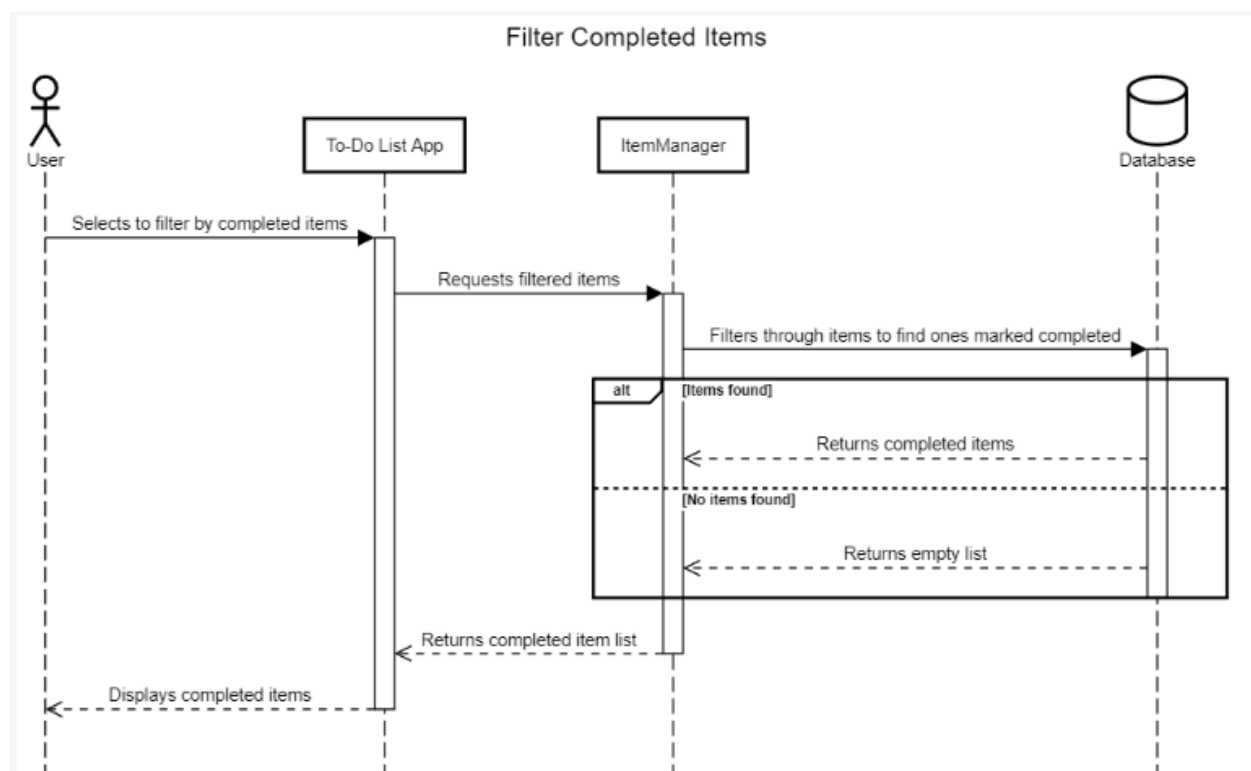 Filter Completed Items
User
To-Do List App
ItemManager
Database
Selects to filter by completed items
Requests filtered items
Filters through items to find ones marked completed
alt
[Items found]
Returns completed items
[No items found]
Returns empty list
Returns completed item list
Displays completed items